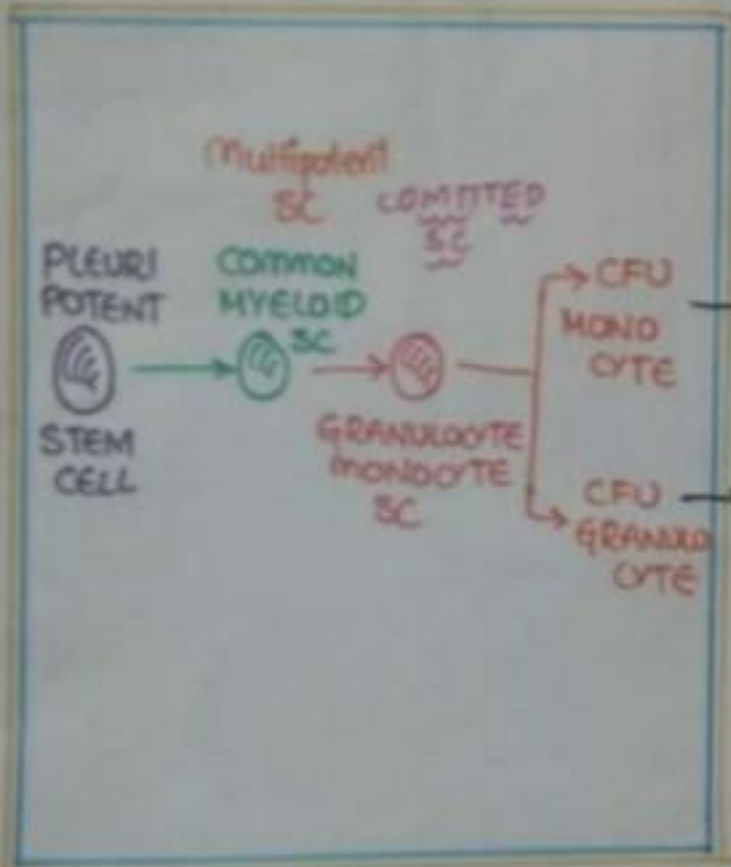 Multipotent
SC
COMMITED
SC
PLEURI
POTENT
STEM
CELL
COMMON
MYELOID
SC
GRANULOCYTE
MONOCYTE
SC
CFU
MONO
CYTE
CFU
GRANULO
CYTE